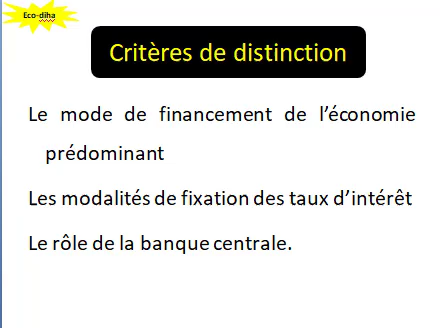 Eco-diha
Critères de distinction
Le mode de financement de l’économie
prédominant
Les modalités de fixation des taux d’intérêt
Le rôle de la banque centrale.